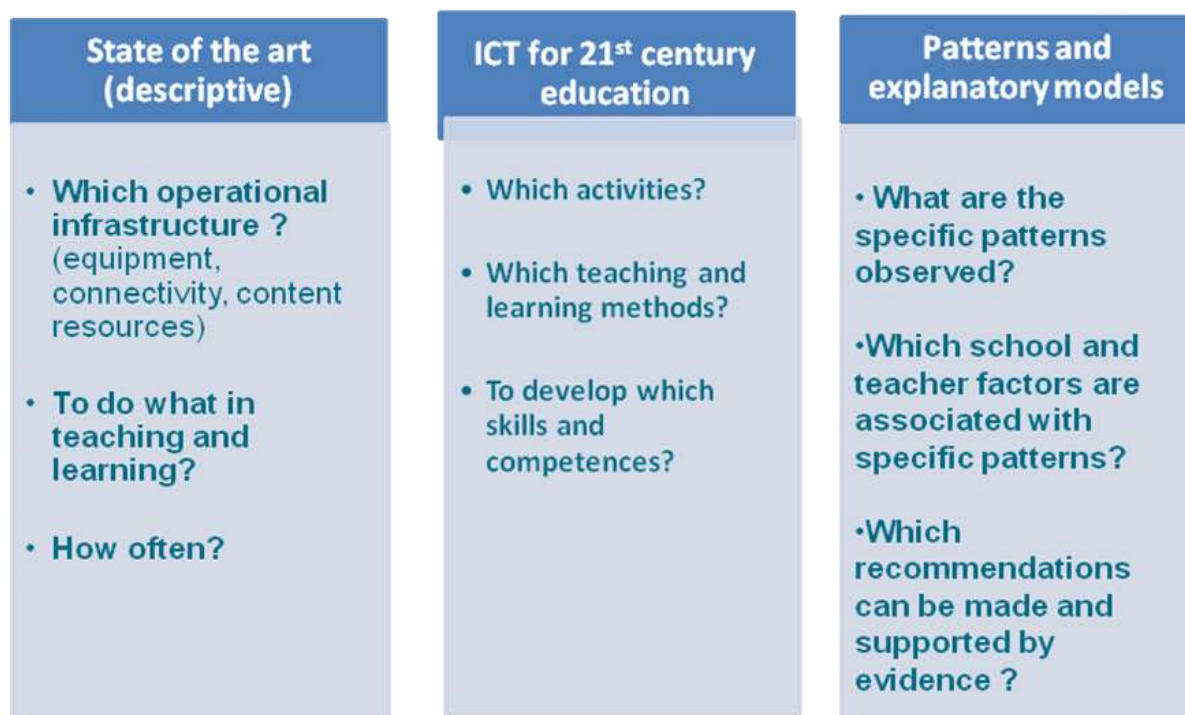 State of the art
(descriptive)
• Which operational
infrastructure ?
(equipment,
connectivity, content
resources)
• To do what in
teaching and
learning?
• How often?
ICT for 21st century
education
• Which activities?
• Which teaching and
learning methods?
• To develop which
skills and
competences?
Patterns and
explanatory models
• What are the
specific patterns
observed?
•Which school and
teacher factors are
associated with
specific patterns?
•Which
recommendations
can be made and
supported by
evidence ?